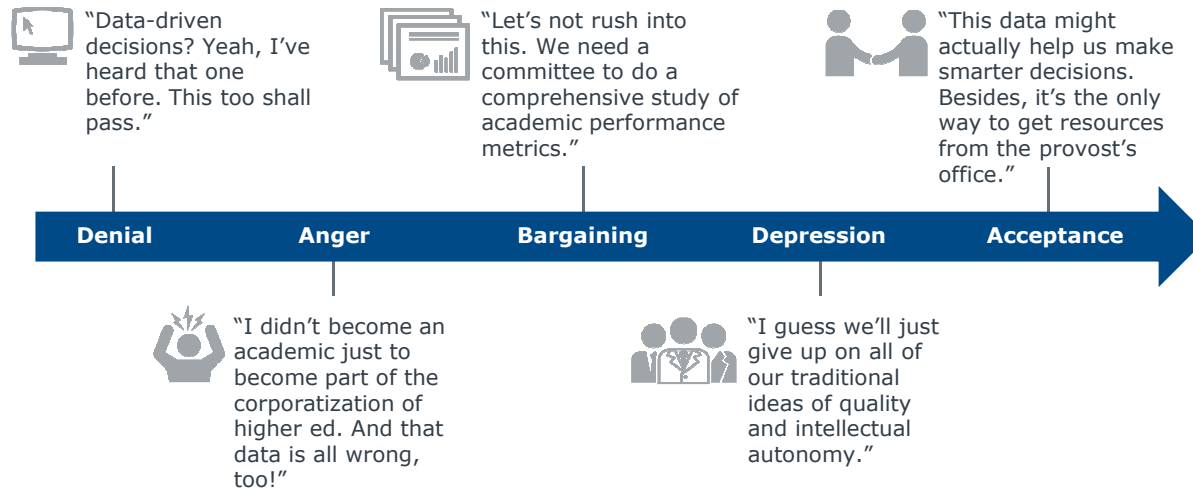 “Data-driven
decisions? Yeah, I’ve
heard that one
before. This too shall
pass.”
“Let’s not rush into
this. We need a
committee to do a
comprehensive study of
academic performance
metrics.”
“This data might
actually help us make
smarter decisions.
Besides, it’s the only
way to get resources
from the provost’s
office.”
Denial
Anger
Bargaining
Depression
Acceptance
“I didn’t become an
academic just to
become part of the
corporatization of
higher ed. And that
data is all wrong,
too!”
“I guess we’ll just
give up on all of
our traditional
ideas of quality
and intellectual
autonomy.”